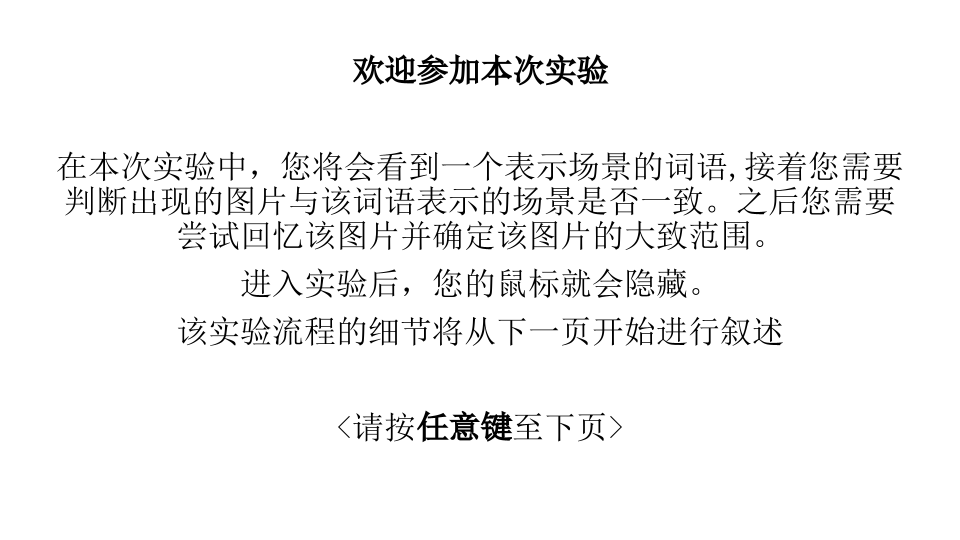 欢迎参加本次实验
在本次实验中，您将会看到一个表示场景的词语,接着您需要
判断出现的图片与该词语表示的场景是否一致。之后您需要
尝试回忆该图片并确定该图片的大致范围。
进入实验后，您的鼠标就会隐藏。
该实验流程的细节将从下一页开始进行叙述
<请按任意键至下页>